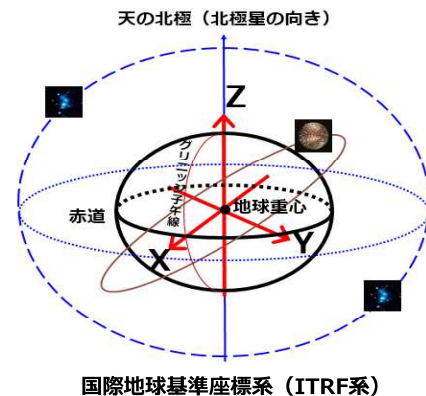 天の北極（北極星の向き）
Z
グリニッジ子午線
地球重心
赤道
X
Y
国際地球基準座標系（ITRF系）